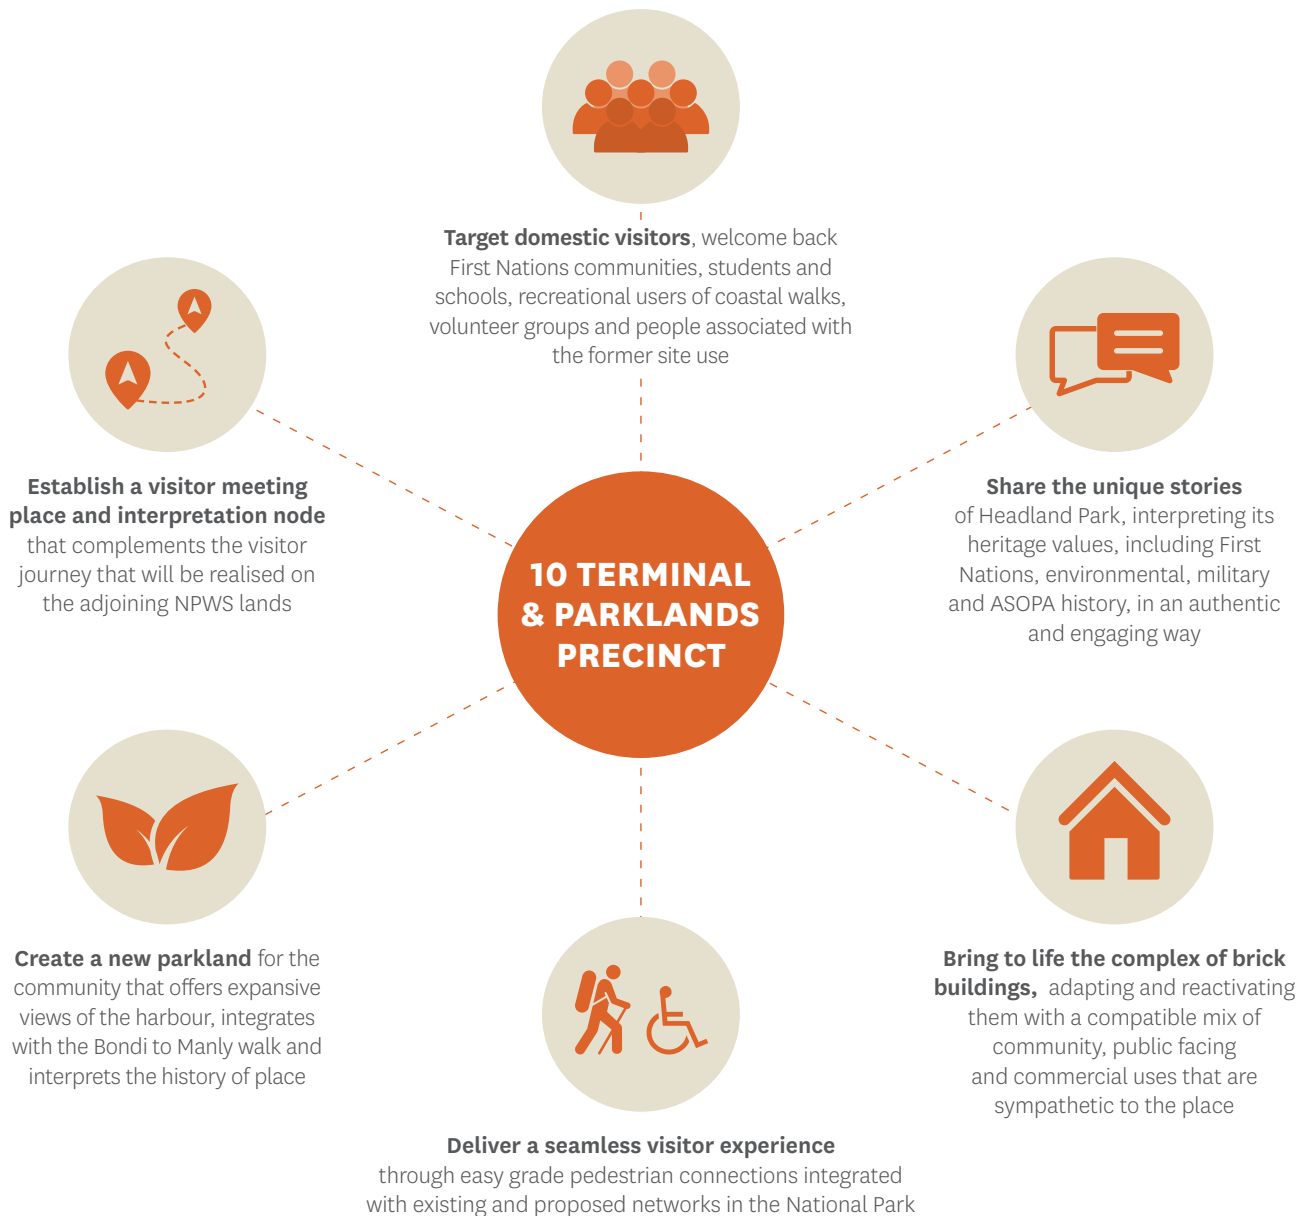 Target domestic visitors, welcome back
First Nations communities, students and
schools, recreational users of coastal walks,
volunteer groups and people associated with
the former site use
Establish a visitor meeting
place and interpretation node
that complements the visitor
journey that will be realised on
the adjoining NPWS lands
Share the unique stories
of Headland Park, interpreting its
heritage values, including First
Nations, environmental, military
and ASOPA history, in an authentic
and engaging way
10 TERMINAL
& PARKLANDS
PRECINCT
Create a new parkland for the
community that offers expansive
views of the harbour, integrates
with the Bondi to Manly walk and
interprets the history of place
Bring to life the complex of brick
buildings, adapting and reactivating
them with a compatible mix of
community, public facing
and commercial uses that are
sympathetic to the place
Deliver a seamless visitor experience
through easy grade pedestrian connections integrated
with existing and proposed networks in the National Park